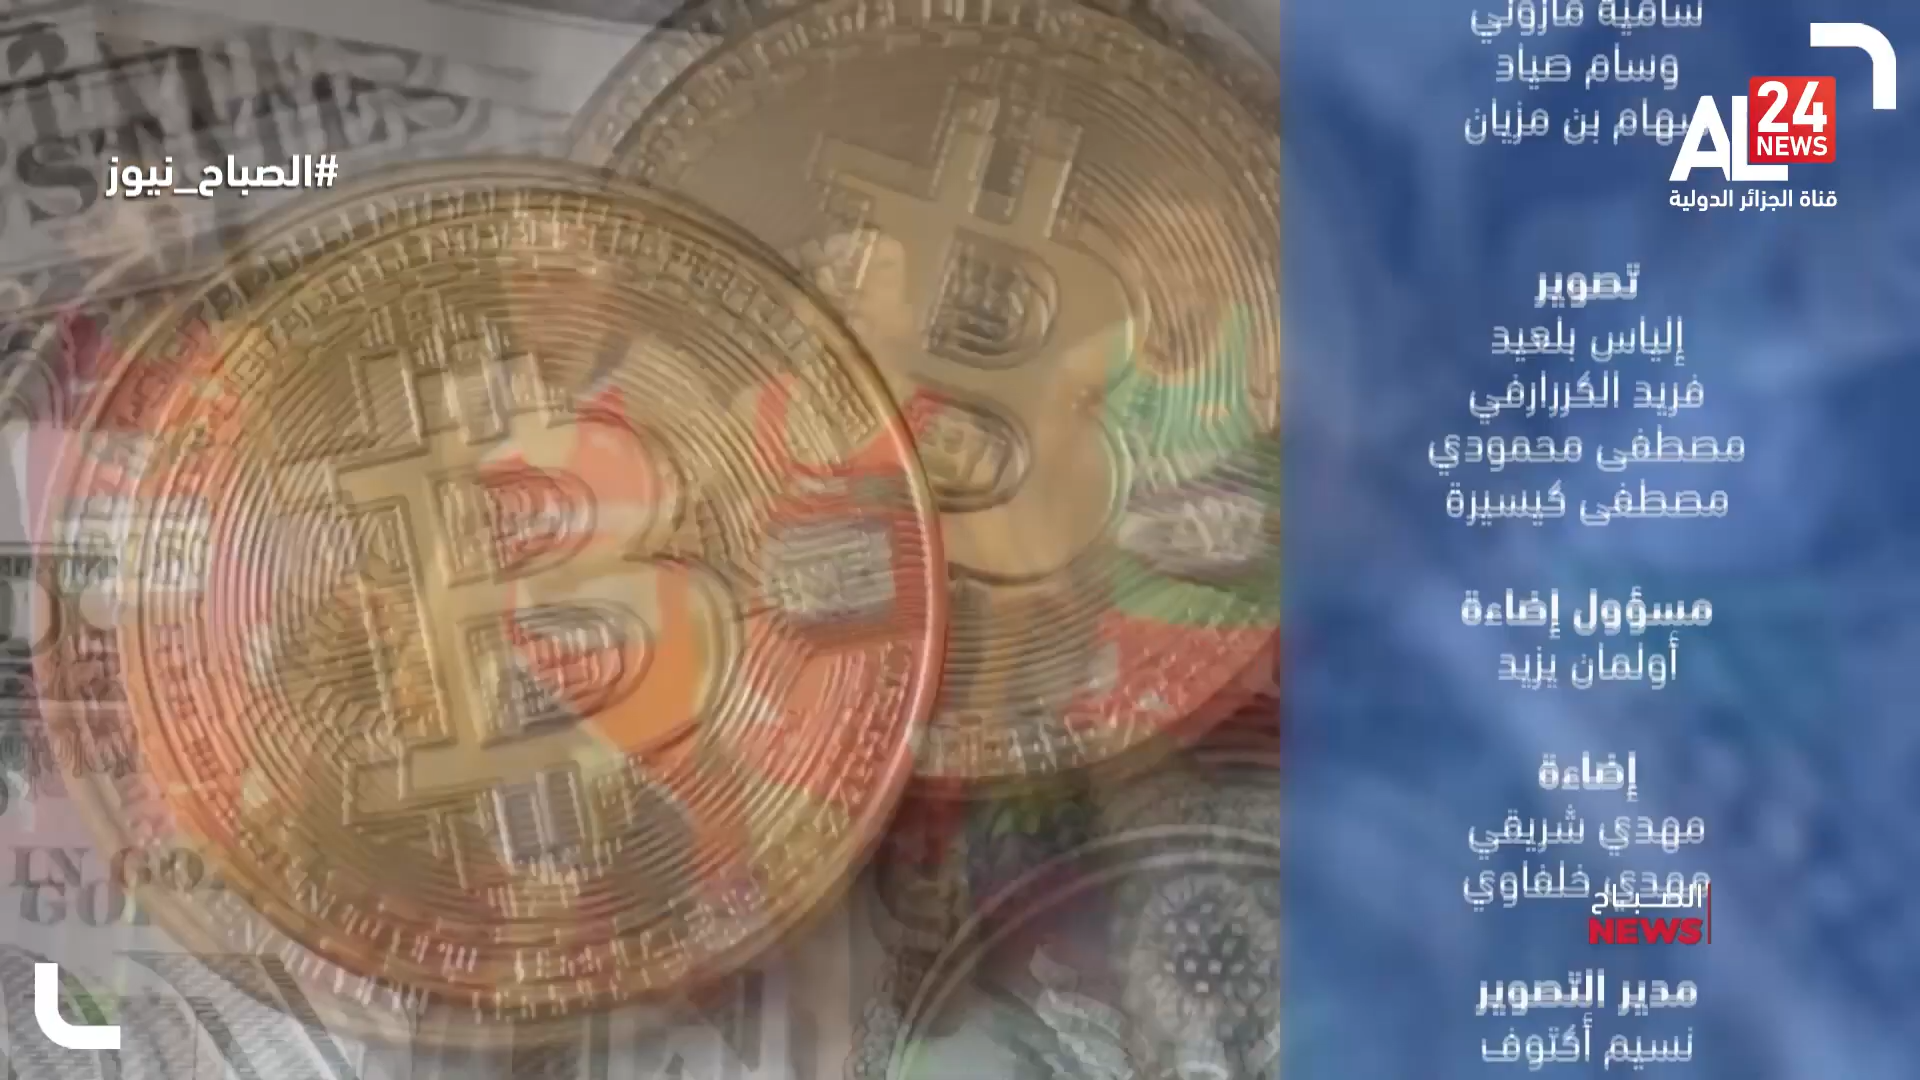 سامية مازوني
وسام صياد
سهام بن مزيان
AL
24
NEWS
قناة الجزائر الدولية
#الصباح_نيوز
تصوير
إلياس بلعيد
فريد الكررارفي
مصطفى محمودي
مصطفى كيسيرة
مسؤول إضاءة
أولمان يزيد
إضاءة
مهدي شريقي
مهدي خلفاوي
الصباح
NEWS
مدير التصوير
نسيم أكتوف